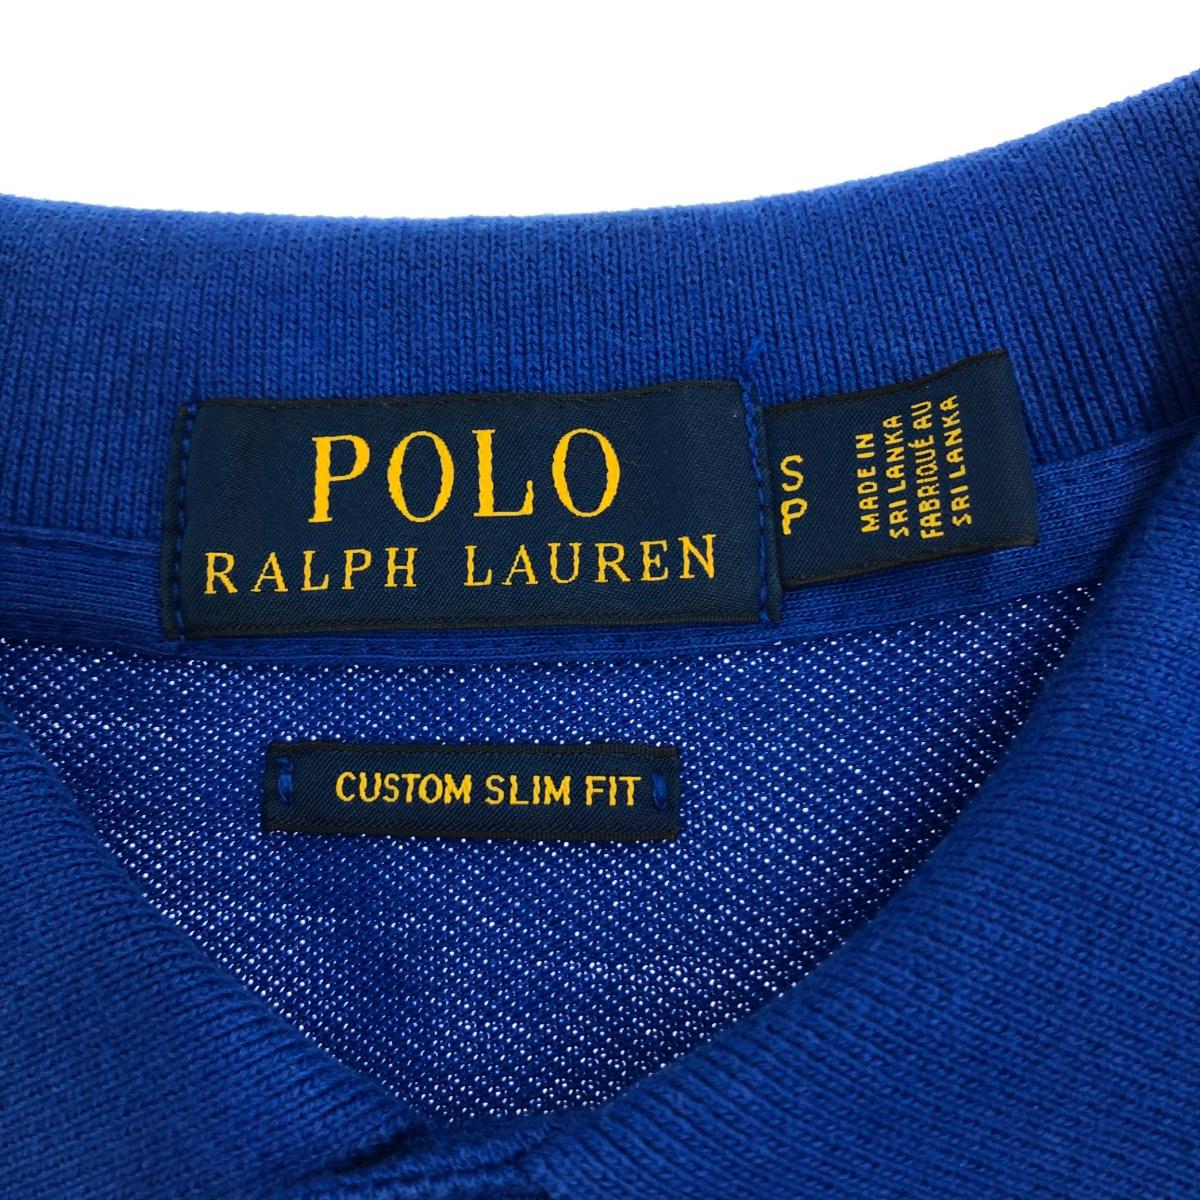 POLO
RALPH LAUREN
S
P
MADE IN
SRI LANKA
FABRIQUÉ AU
SRI LANKA
CUSTOM SLIM FIT